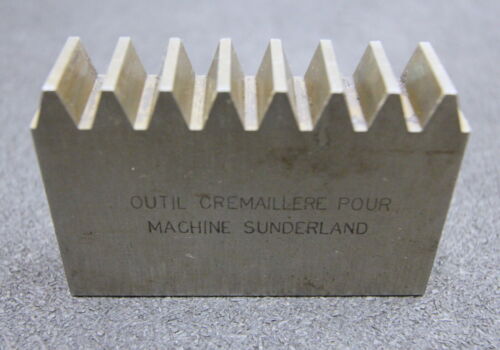 OUTIL CREMAILLERE POUR
MACHINE SUNDERLAND